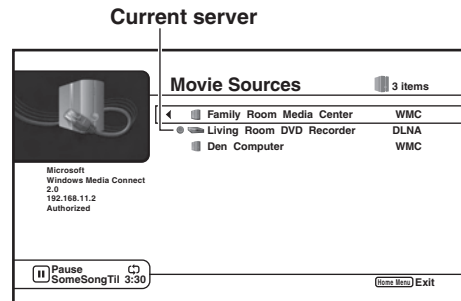 Current server
Movie Sources
3 items
Family Room Media Center WMC
Living Room DVD Recorder DLNA
Den Computer WMC
Microsoft
Windows Media Connect
2.0
192.168.11.2
Authorized
Pause
SomeSongTil 3:30
Home Menu Exit